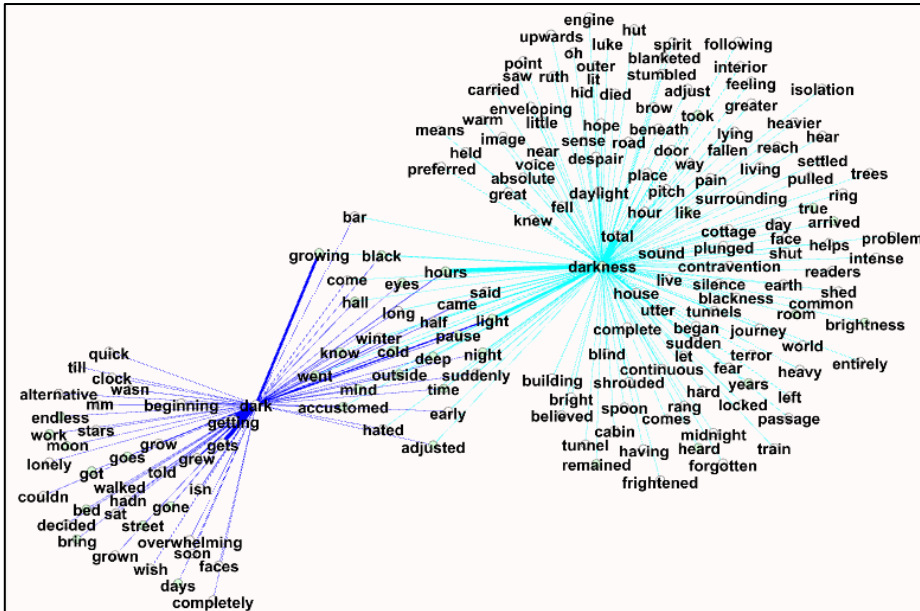 engine
upwards luke hut
oh spirit following
point outer blanketed interior
saw ruth lit stumbled feeling
carried hid died adjust isolation
enveloping brow took greater
warm little hope beneath lying heavier
means image sense road door fallen reach hear
held near despair way settled
preferred voice place pain living pulled trees
absolute daylight pitch surrounding ring
great fell hour like true
bar knew total cottage day arrived
growing black sound plunged face helps problem
hours darkness contravention shut intense
come eyes said live silence earth readers
hall came house blackness common shed
long half light utter tunnels room brightness
winter pause complete began journey world
know cold deep night blind sudden terror
quick went outside suddenly continuous let fear heavy entirely
till clock mind time building shrouded hard years left
alternative wasn beginning dark accustomed early bright spoon rang locked passage
endless mm getting hated believed comes
work stars gets adjusted cabin midnight
moon grow tunnel having heard train
lonely goes grew remained forgotten
got told frightened
couldn walked isn
bed hadn gone
decided sat street
bring overwhelming
grown soon
wish faces
days
completely